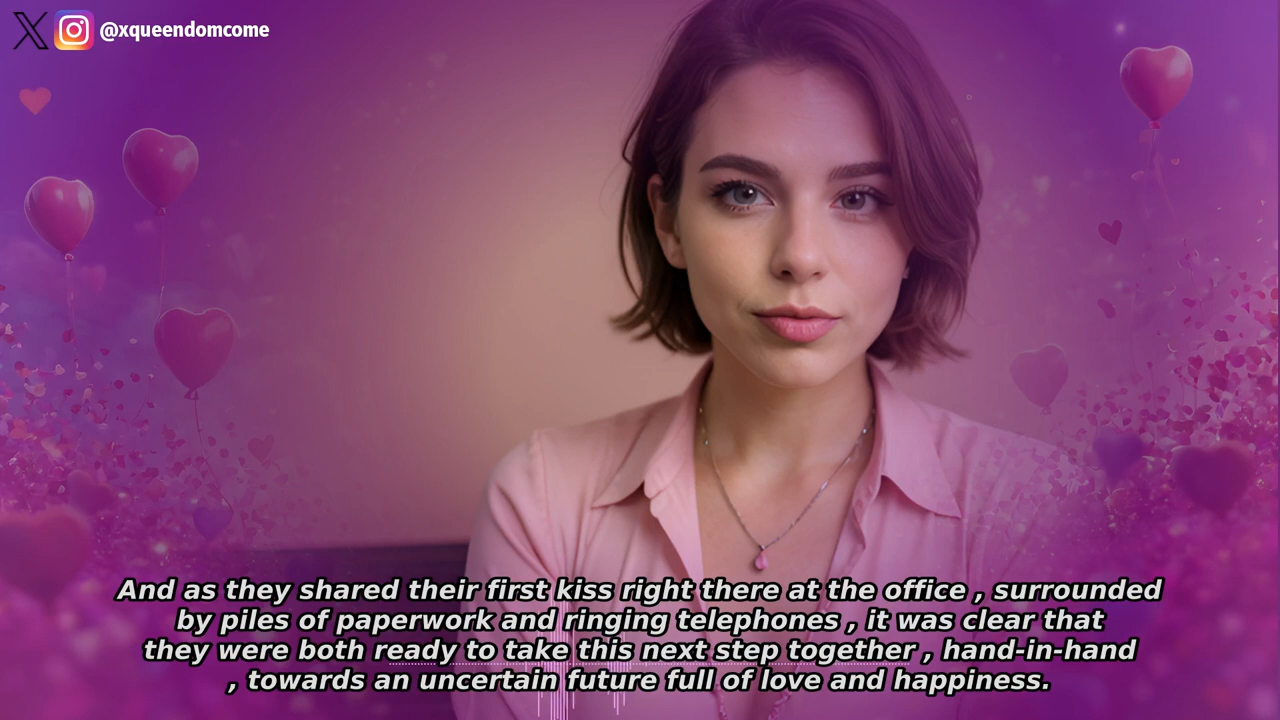 @xqueendomcome
And as they shared their first kiss right there at the office , surrounded
by piles of paperwork and ringing telephones , it was clear that
they were both ready to take this next step together , hand-in-hand
, towards an uncertain future full of love and happiness.